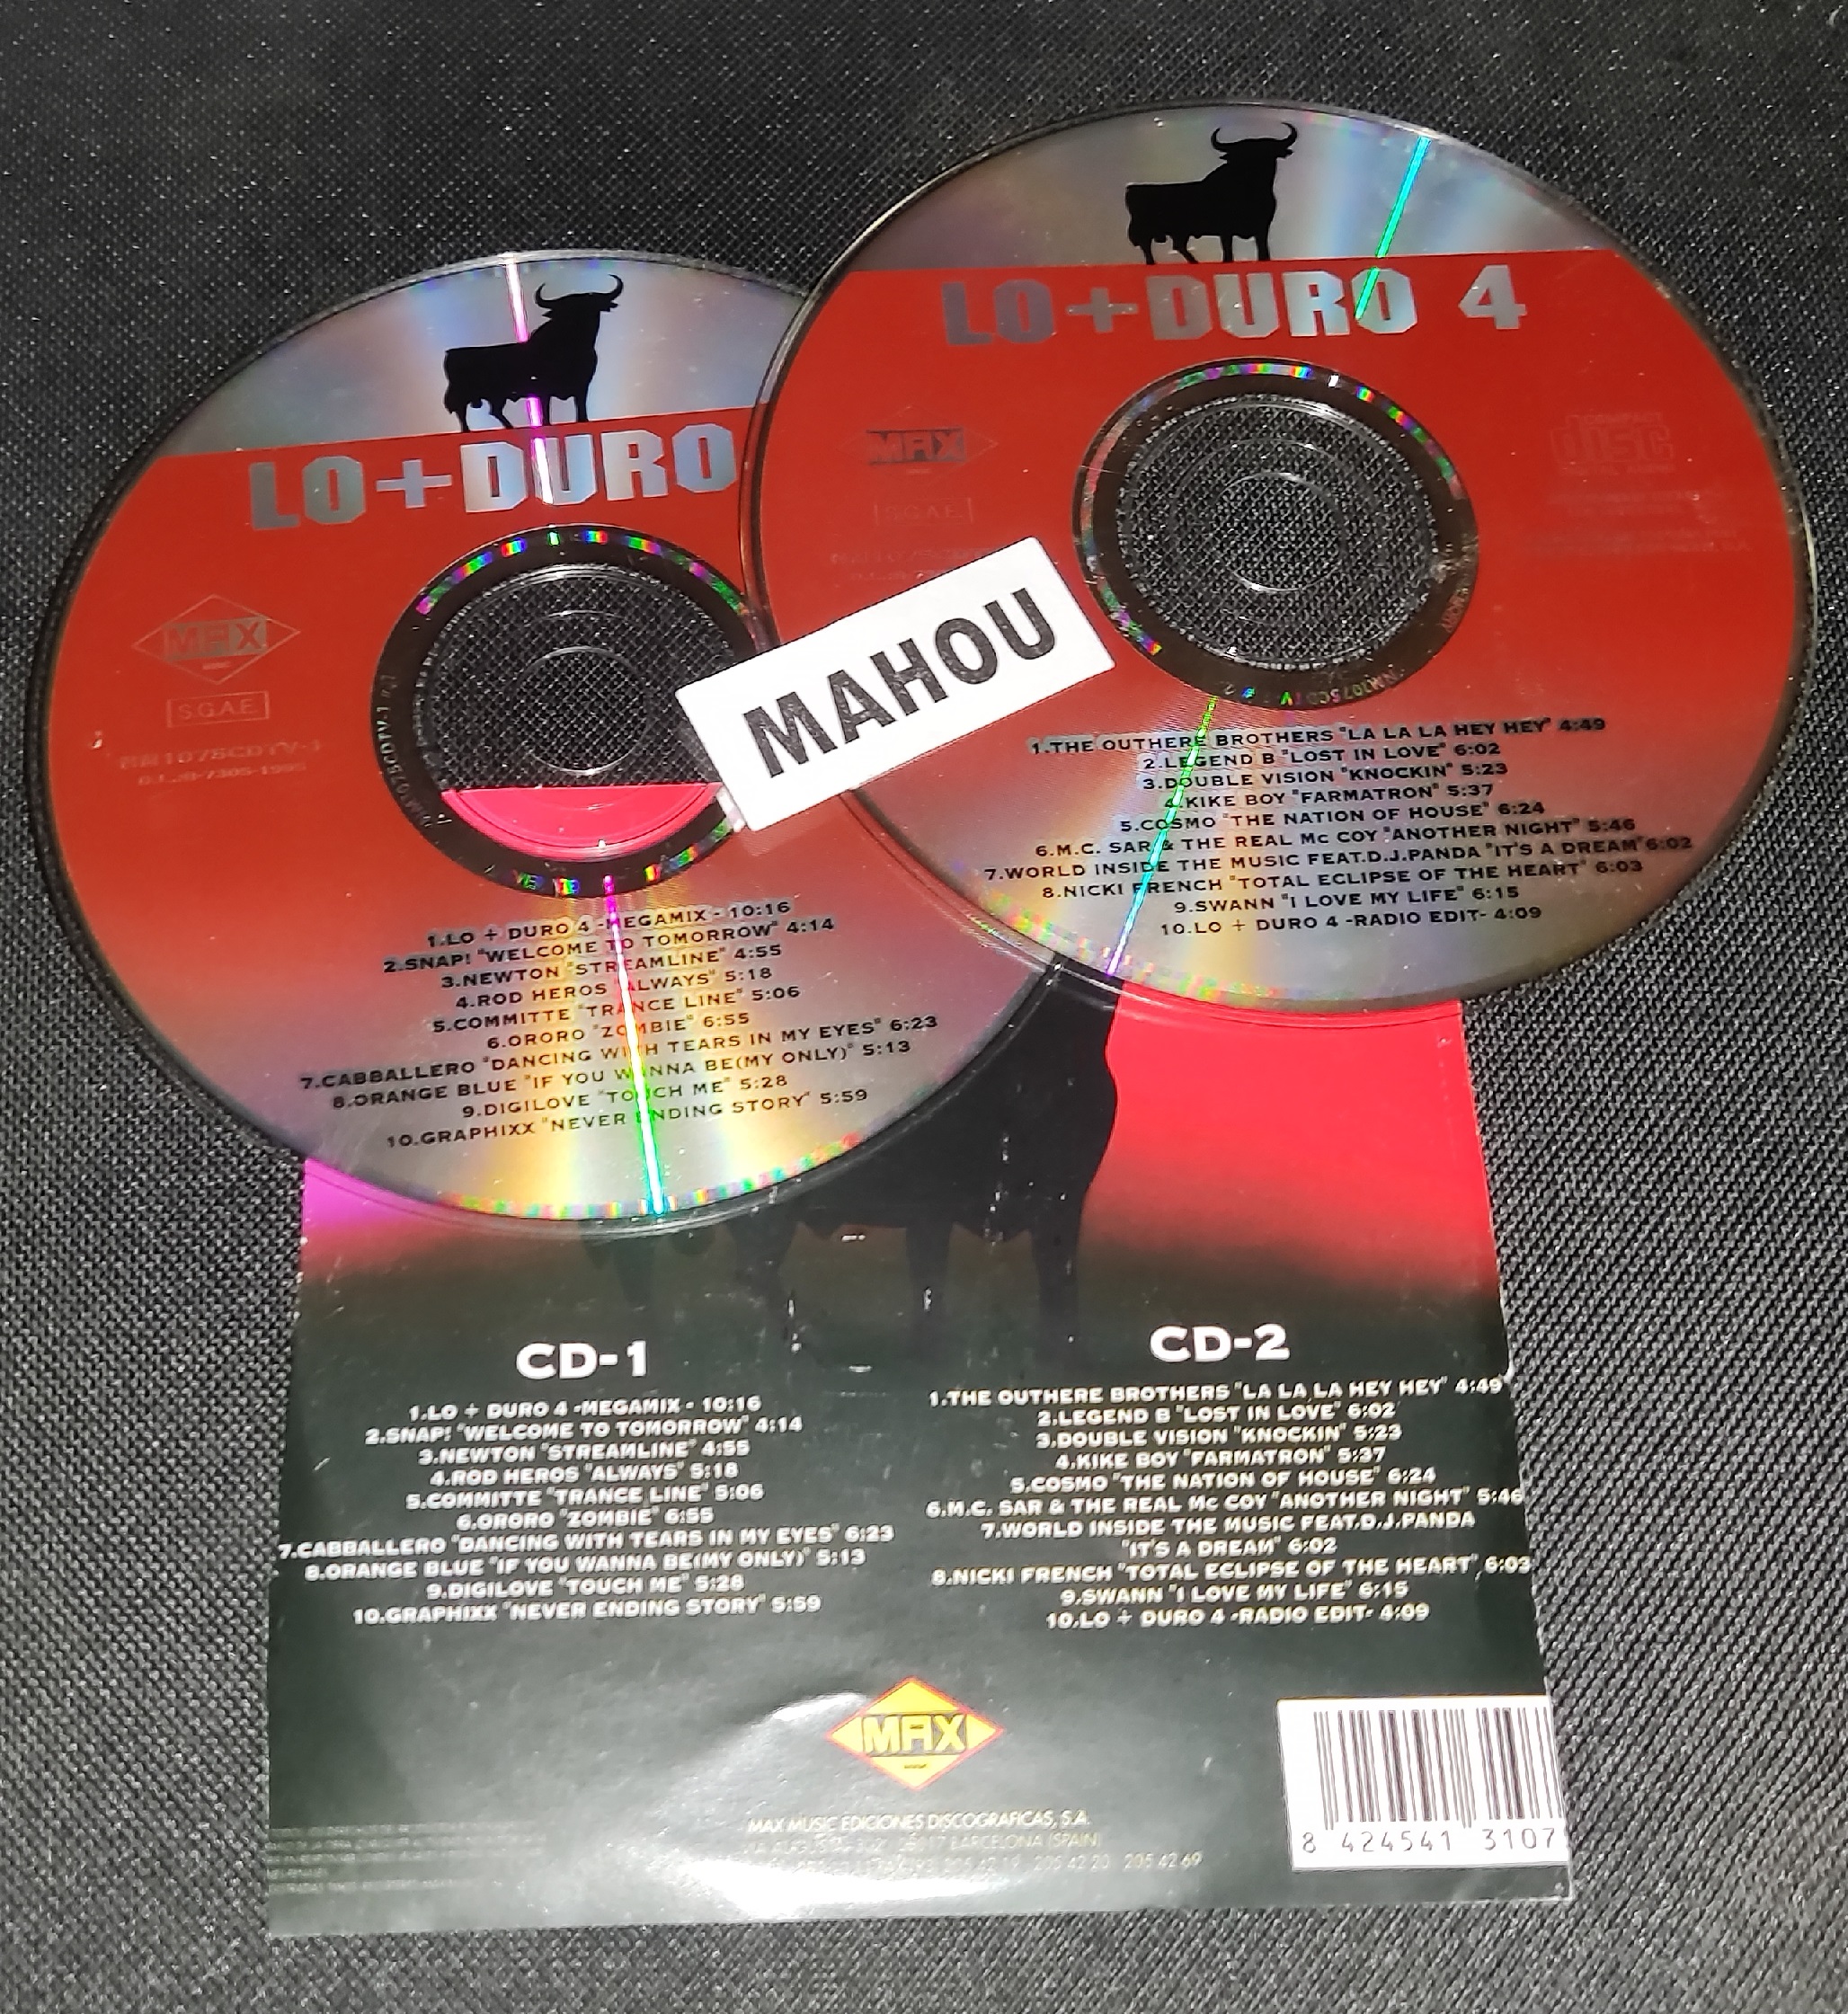 LO+DURO 4
MAX
S.G.A.E.
1.THE OUTHERE BROTHERS "LA LA LA HEY HEY" 4:49
2.LEGEND B "LOST IN LOVE" 6:02
3.DOUBLE VISION "KNOCKIN" 5:23
4.KIKE BOY "FARMATRON" 5:37
5.COSMO "THE NATION OF HOUSE" 6:24
6.M.C. SAR & THE REAL Mc COY "ANOTHER NIGHT" 5:46
7.WORLD INSIDE THE MUSIC FEAT.D.J.PANDA "IT'S A DREAM" 6:02
8.NICKI FRENCH "TOTAL ECLIPSE OF THE HEART" 6:03
9.SWANN "I LOVE MY LIFE" 6:15
10.LO + DURO 4 -RADIO EDIT- 4:09
LO+DURO
MAX
S.G.A.E.
NM1075CDTV-1
D.L.:B-7305-1995
MAHOU
1.LO + DURO 4 -MEGAMIX- 10:16
2.SNAP! "WELCOME TO TOMORROW" 4:14
3.NEWTON "STREAMLINE" 4:55
4.ROD HEROS "ALWAYS" 5:18
5.COMMITTE "TRANCE LINE" 5:06
6.ORORO "ZOMBIE" 6:55
7.CABBALLERO "DANCING WITH TEARS IN MY EYES" 6:23
8.ORANGE BLUE "IF YOU WANNA BE(MY ONLY)" 5:13
9.DIGILOVE "TOUCH ME" 5:28
10.GRAPHIXX "NEVER ENDING STORY" 5:59
CD-1
1.LO + DURO 4 -MEGAMIX- 10:16
2.SNAP! "WELCOME TO TOMORROW" 4:14
3.NEWTON "STREAMLINE" 4:55
4.ROD HEROS "ALWAYS" 5:18
5.COMMITTE "TRANCE LINE" 5:06
6.ORORO "ZOMBIE" 6:55
7.CABBALLERO "DANCING WITH TEARS IN MY EYES" 6:23
8.ORANGE BLUE "IF YOU WANNA BE(MY ONLY)" 5:13
9.DIGILOVE "TOUCH ME" 5:28
10.GRAPHIXX "NEVER ENDING STORY" 5:59
CD-2
1.THE OUTHERE BROTHERS "LA LA LA HEY HEY" 4:49
2.LEGEND B "LOST IN LOVE" 6:02
3.DOUBLE VISION "KNOCKIN" 5:23
4.KIKE BOY "FARMATRON" 5:37
5.COSMO "THE NATION OF HOUSE" 6:24
6.M.C. SAR & THE REAL Mc COY "ANOTHER NIGHT" 5:46
7.WORLD INSIDE THE MUSIC FEAT.D.J.PANDA
"IT'S A DREAM" 6:02
8.NICKI FRENCH "TOTAL ECLIPSE OF THE HEART" 6:03
9.SWANN "I LOVE MY LIFE" 6:15
10.LO + DURO 4 -RADIO EDIT- 4:09
MAX
MAX MUSIC EDICIONES DISCOGRAFICAS, S.A.
BARCELONA (SPAIN)
205 42 19 205 42 20 205 42 69
8 424541 3107